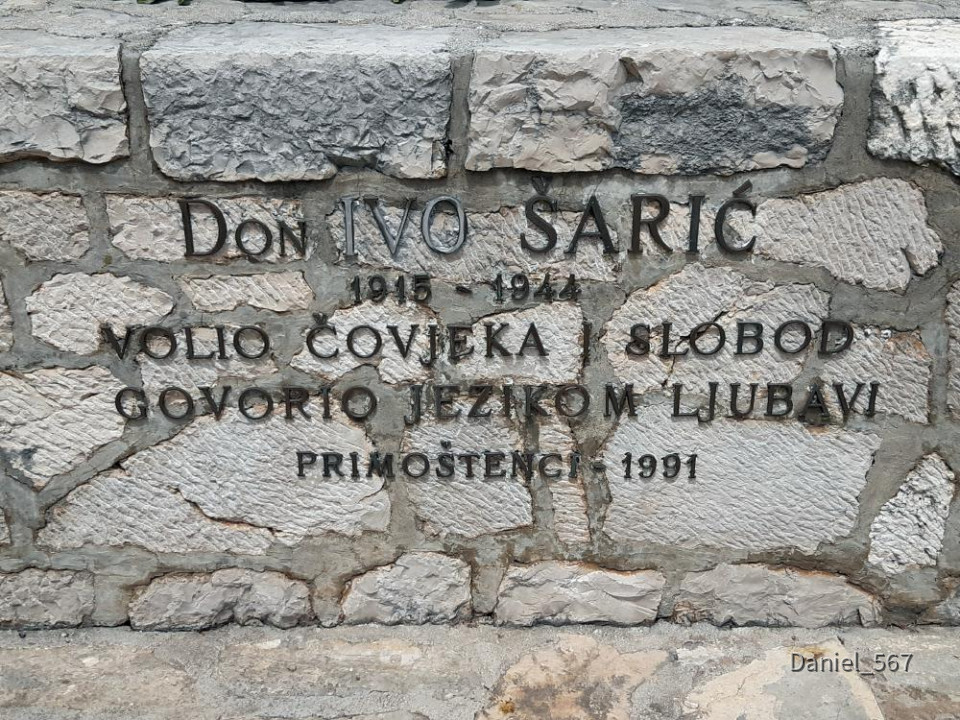 Don IVO ŠARIĆ
1915 - 1944
VOLIO ČOVJEKA I SLOBOD
GOVORIO JEZIKOM LJUBAVI
PRIMOŠTENCI - 1991
Daniel_567